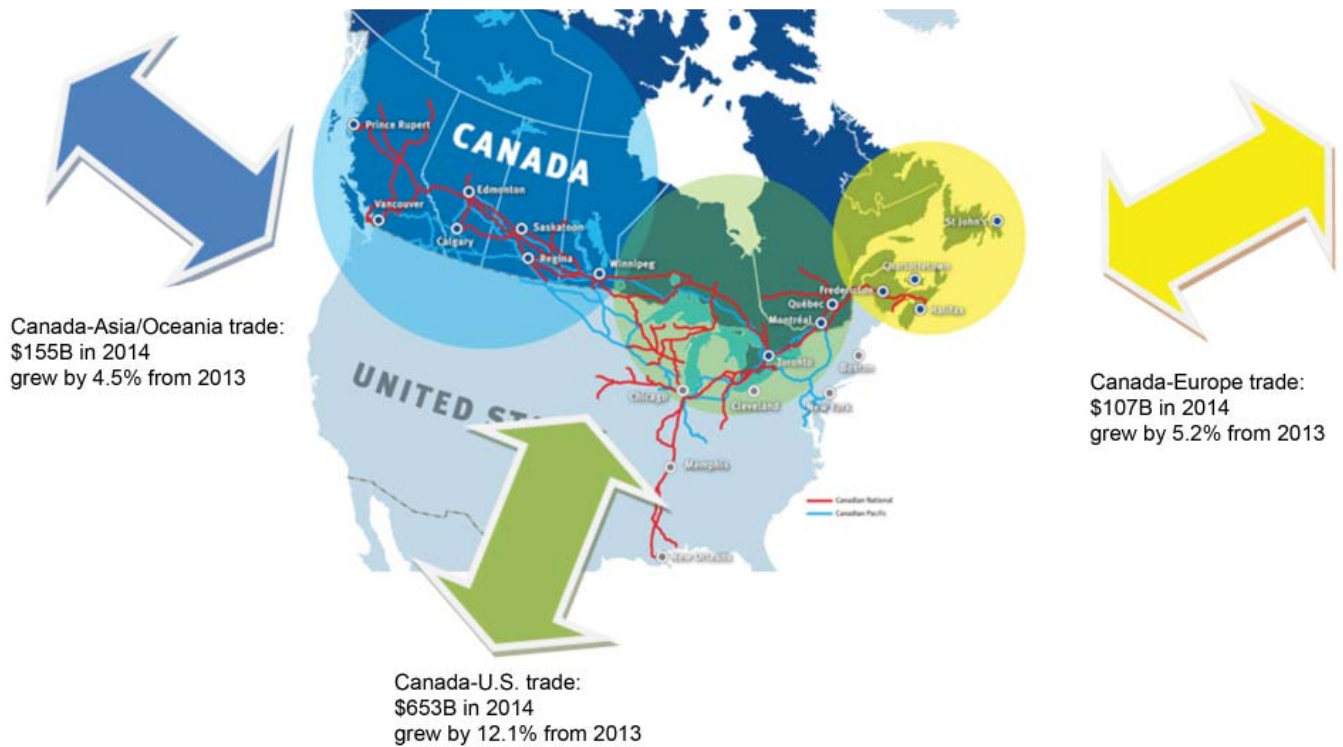 CANADA
Prince Rupert
Edmonton
Vancouver
Calgary
Saskatoon
Regina
Winnipeg
St John's
Charlottetown
Fredericton
Halifax
Québec
Montréal
Toronto
Boston
Chicago
Cleveland
New York
UNITED ST
Memphis
New Orleans
Canadian National
Canadian Pacific
Canada-Asia/Oceania trade:
$155B in 2014
grew by 4.5% from 2013
Canada-Europe trade:
$107B in 2014
grew by 5.2% from 2013
Canada-U.S. trade:
$653B in 2014
grew by 12.1% from 2013